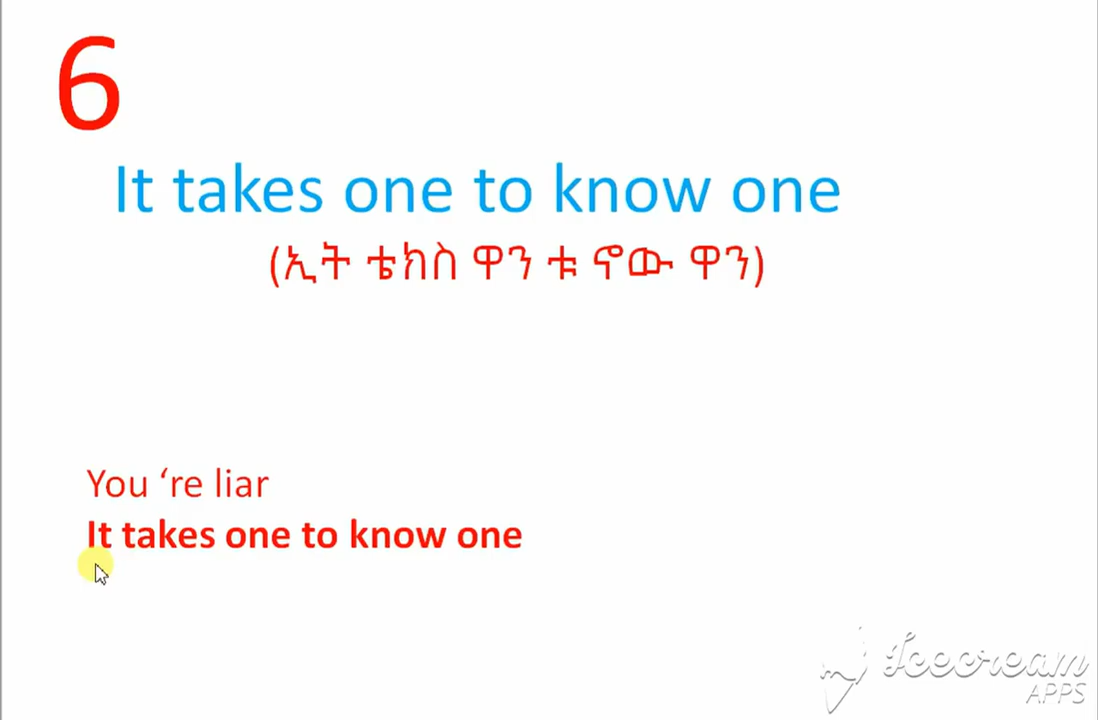 6
It takes one to know one
(ኢት ቴክስ ዋን ቱ ኖው ዋን)
You ‘re liar
It takes one to know one
Icecream
APPS